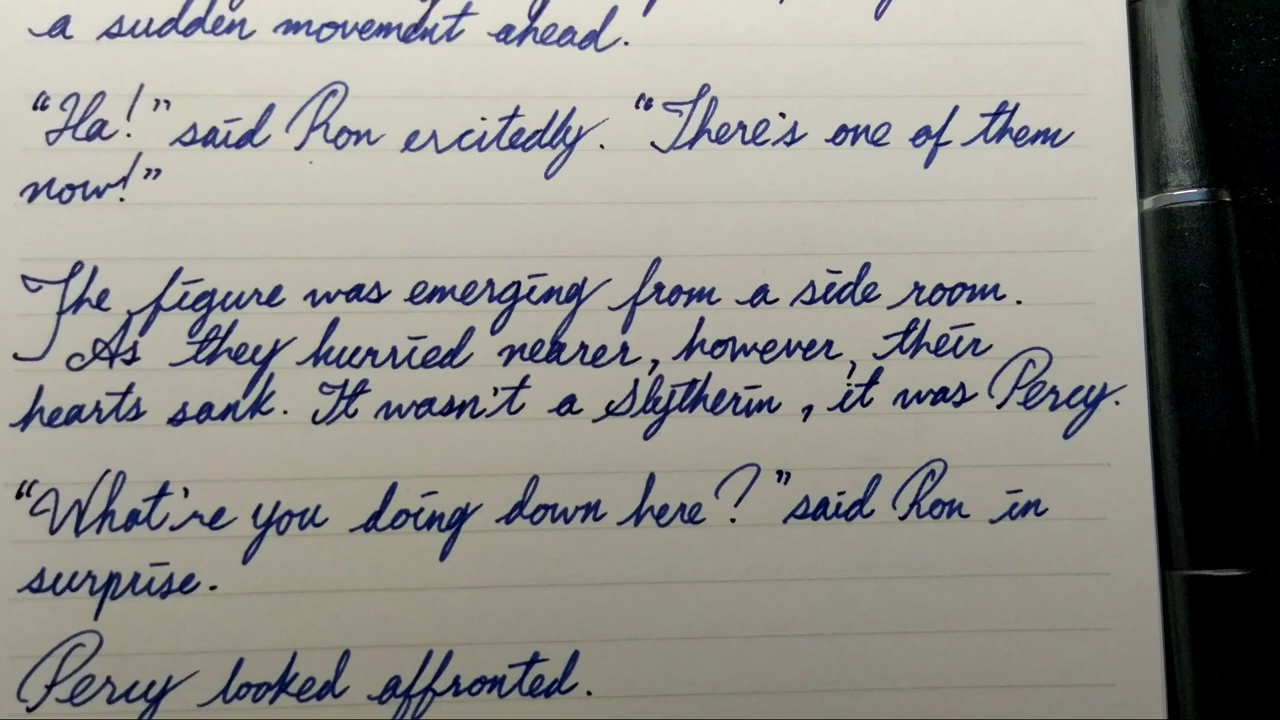 a sudden movement ahead.
"Ha!" said Ron excitedly. "There's one of them
now!"
The figure was emerging from a side room.
As they hurried nearer, however, their
hearts sank. It wasn't a Slytherin, it was Percy.
"What're you doing down here?" said Ron in
surprise.
Percy looked affronted.